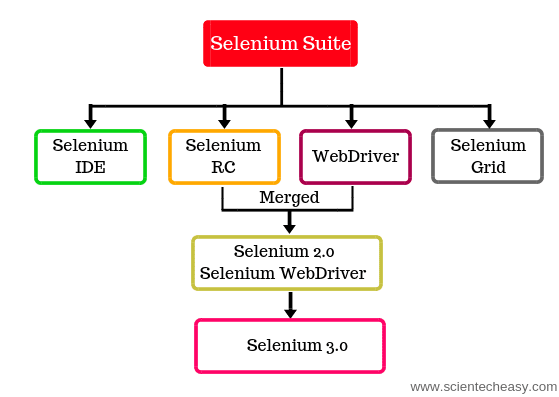 Selenium Suite
Selenium
IDE
Selenium
RC
WebDriver
Selenium
Grid
Merged
Selenium 2.0
Selenium WebDriver
Selenium 3.0
www.scientecheasy.com